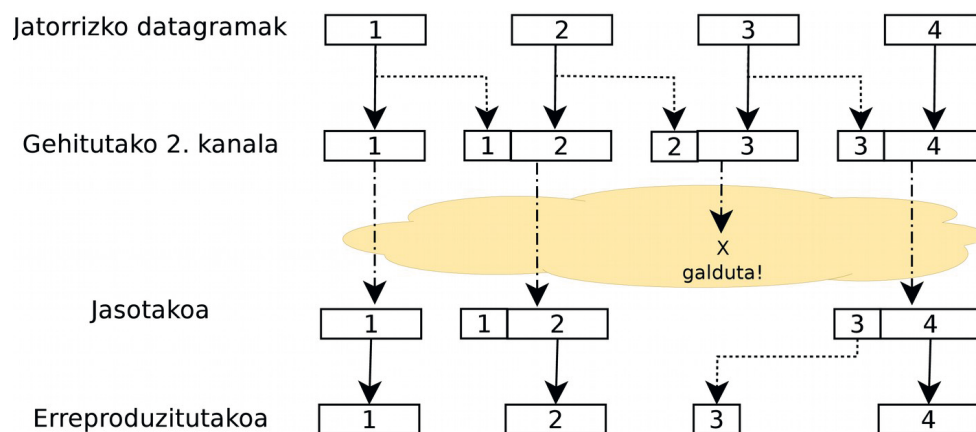 Jatorrizko datagramak 1 2 3 4
Gehitutako 2. kanala 1 1 2 2 3 3 4
X
galduta!
Jasotakoa 1 1 2 3 4
Erreproduzitutakoa 1 2 3 4